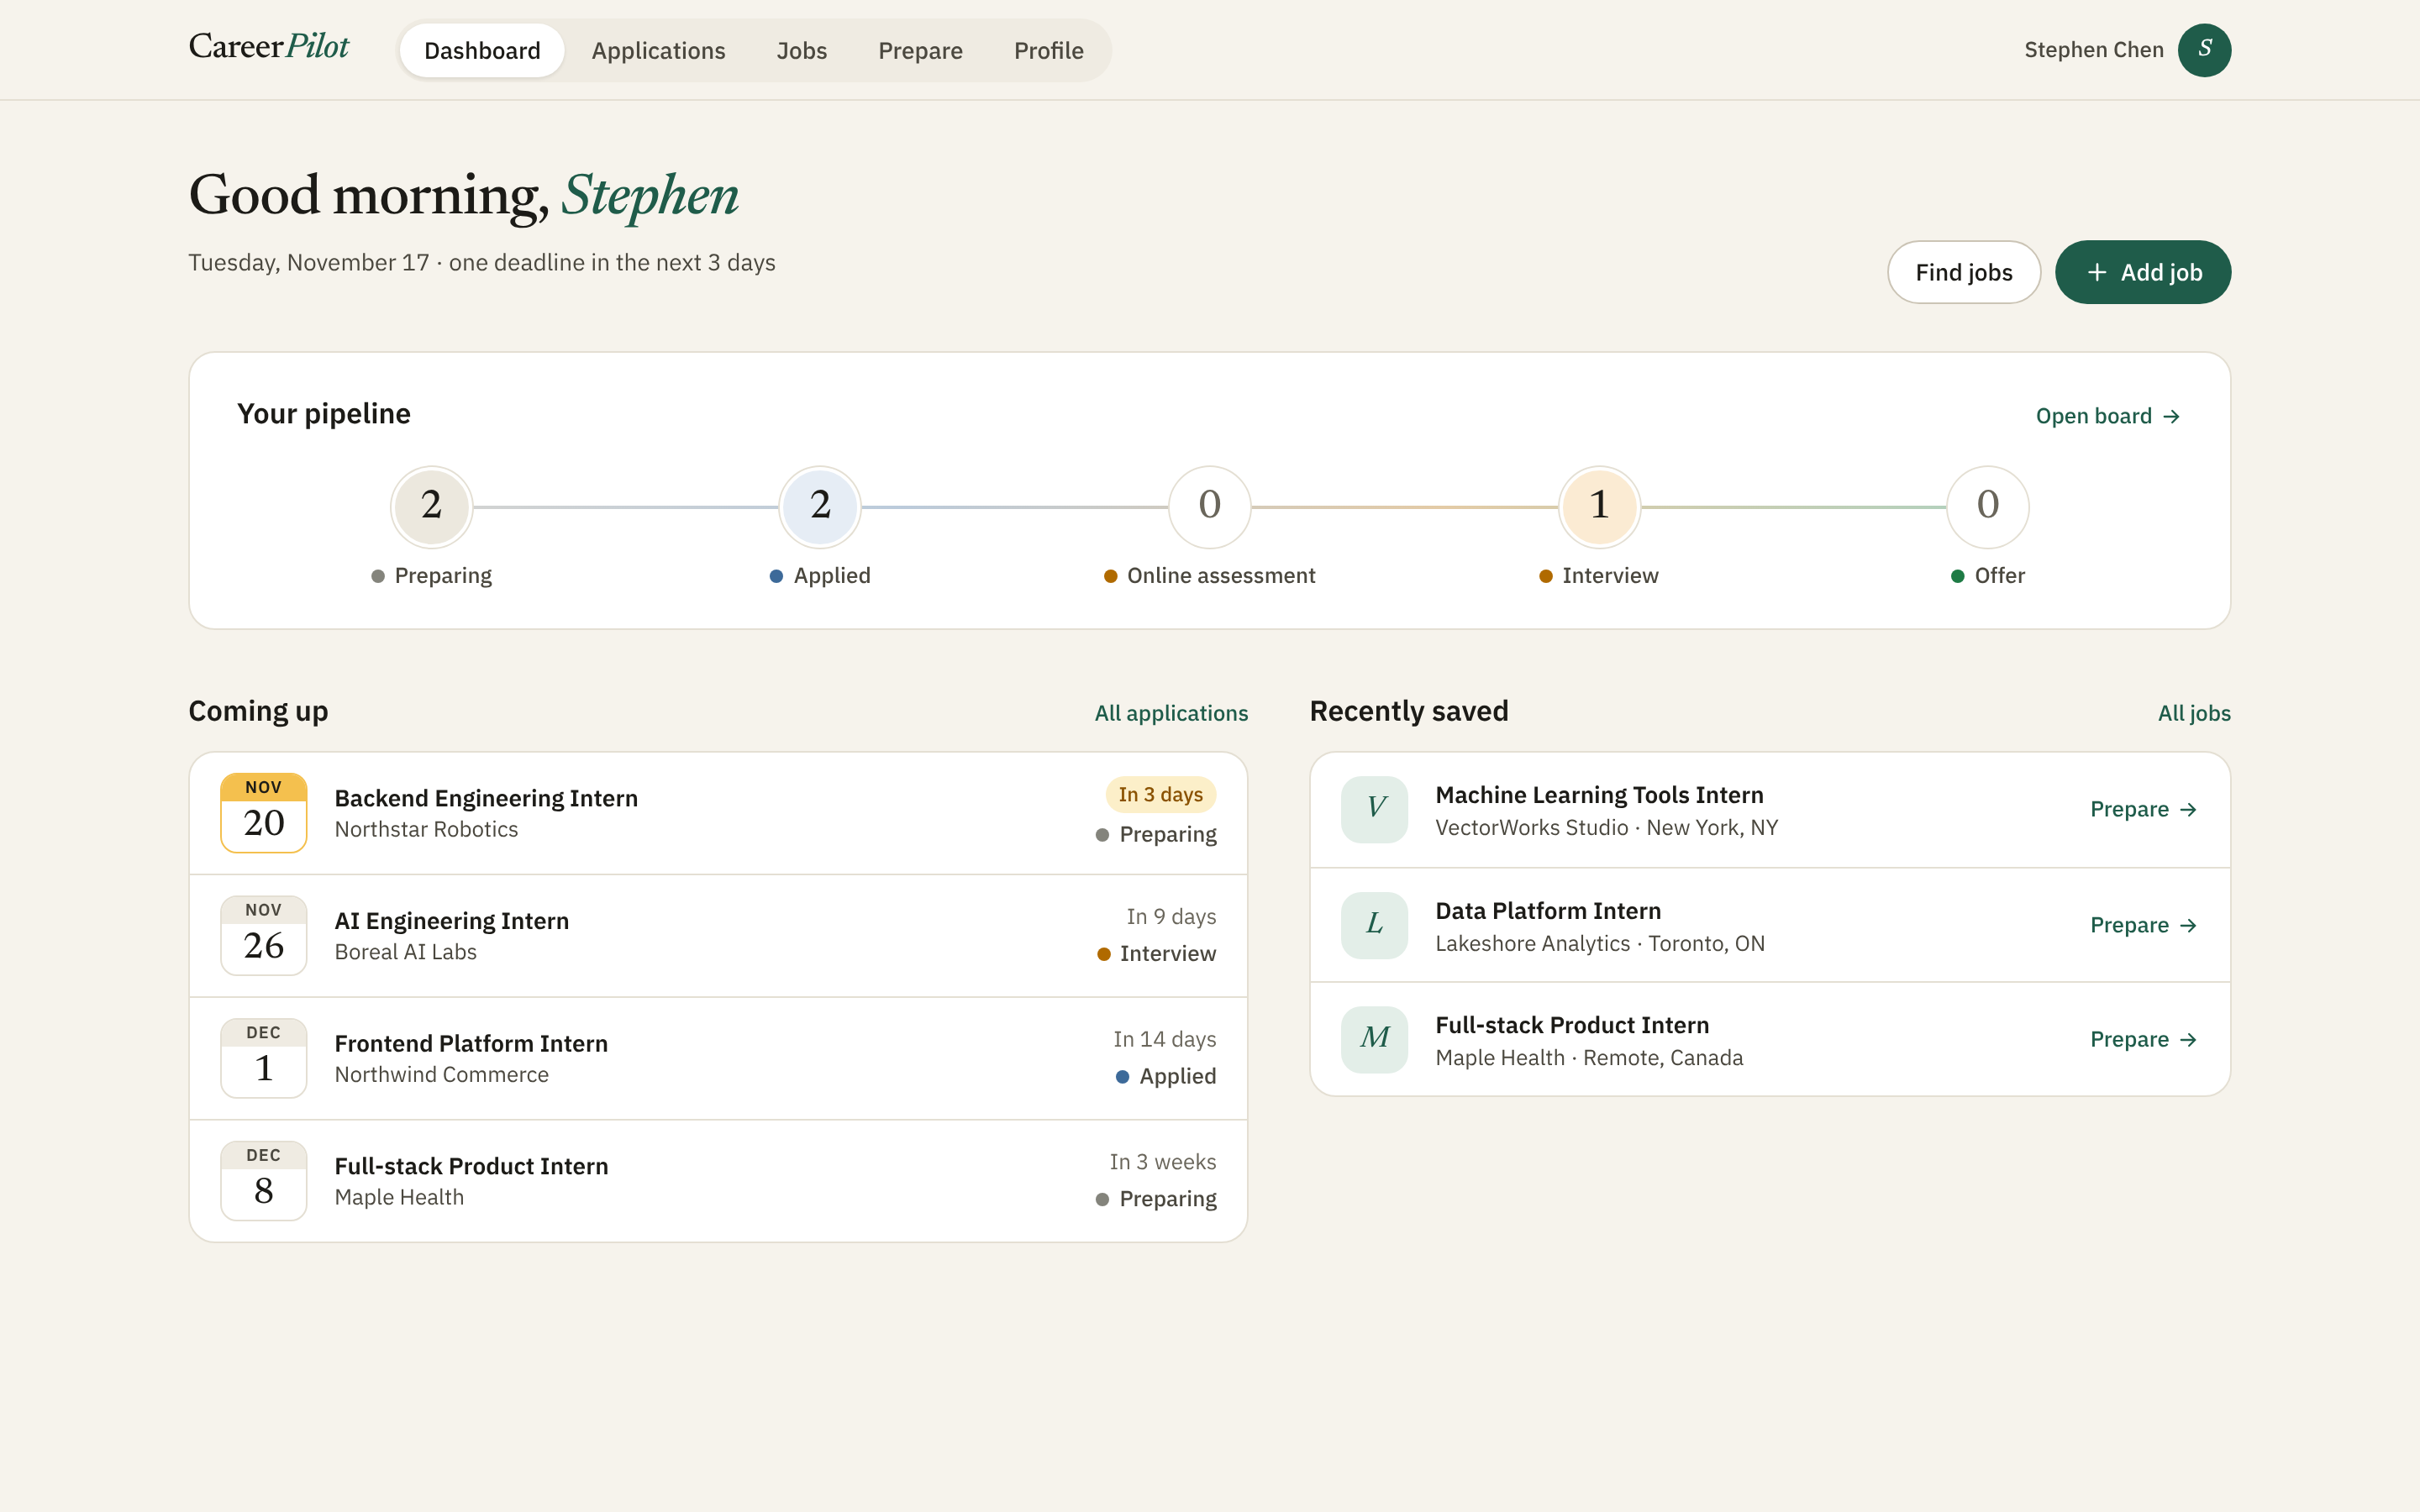 CareerPilot
Dashboard Applications Jobs Prepare Profile
Stephen Chen S
Good morning, Stephen
Tuesday, November 17 · one deadline in the next 3 days
Find jobs
+ Add job
Your pipeline
Open board →
2 2 0 1 0
Preparing Applied Online assessment Interview Offer
Coming up
All applications
NOV
20
Backend Engineering Intern
Northstar Robotics
In 3 days
Preparing
NOV
26
AI Engineering Intern
Boreal AI Labs
In 9 days
Interview
DEC
1
Frontend Platform Intern
Northwind Commerce
In 14 days
Applied
DEC
8
Full-stack Product Intern
Maple Health
In 3 weeks
Preparing
Recently saved
All jobs
V
Machine Learning Tools Intern
VectorWorks Studio · New York, NY
Prepare →
L
Data Platform Intern
Lakeshore Analytics · Toronto, ON
Prepare →
M
Full-stack Product Intern
Maple Health · Remote, Canada
Prepare →